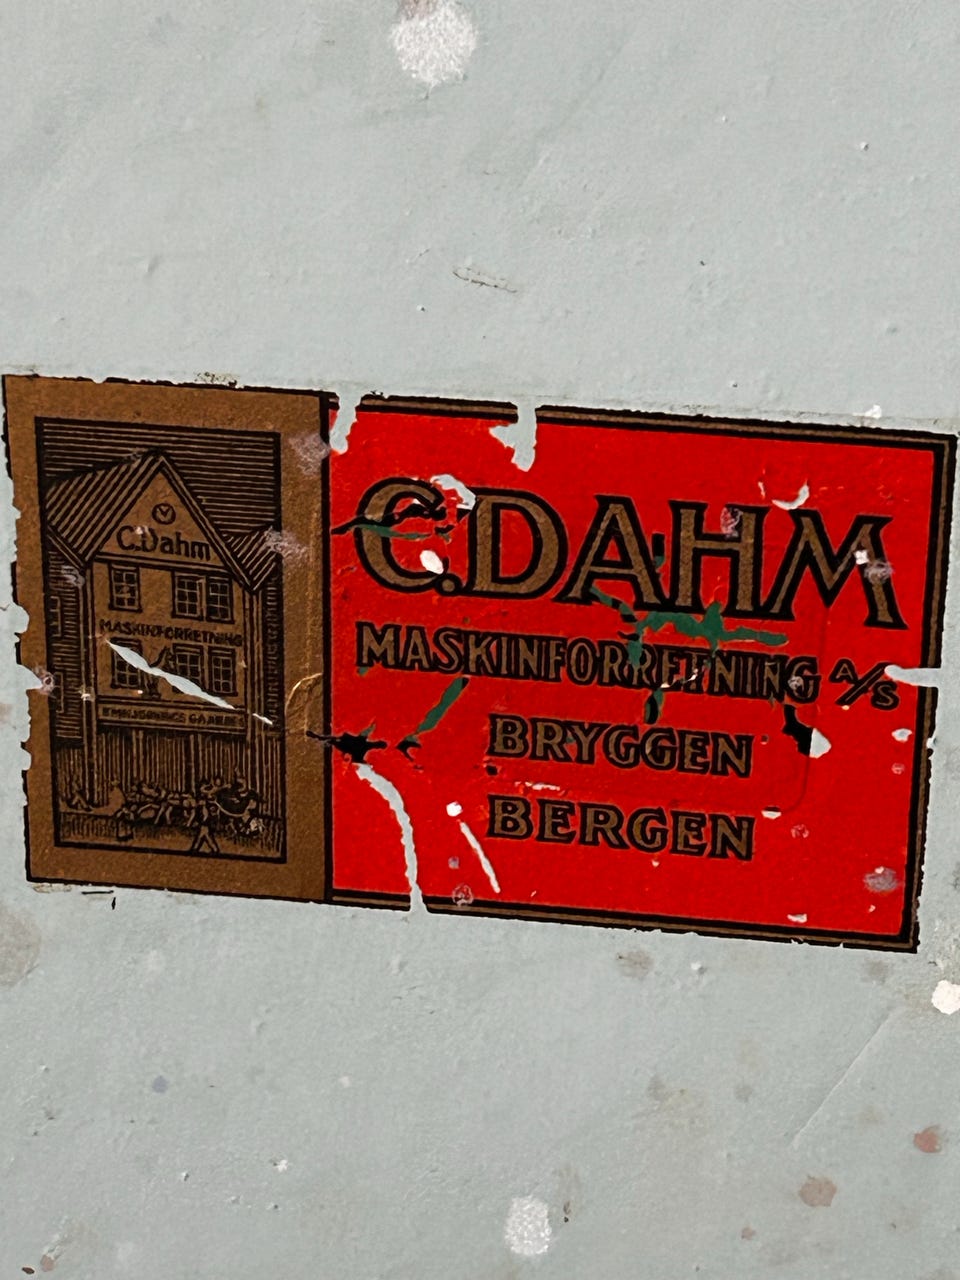 C.Dahm
MASKINFORRETNING
C.DAHM
MASKINFORRETNING A/S
BRYGGEN
BERGEN